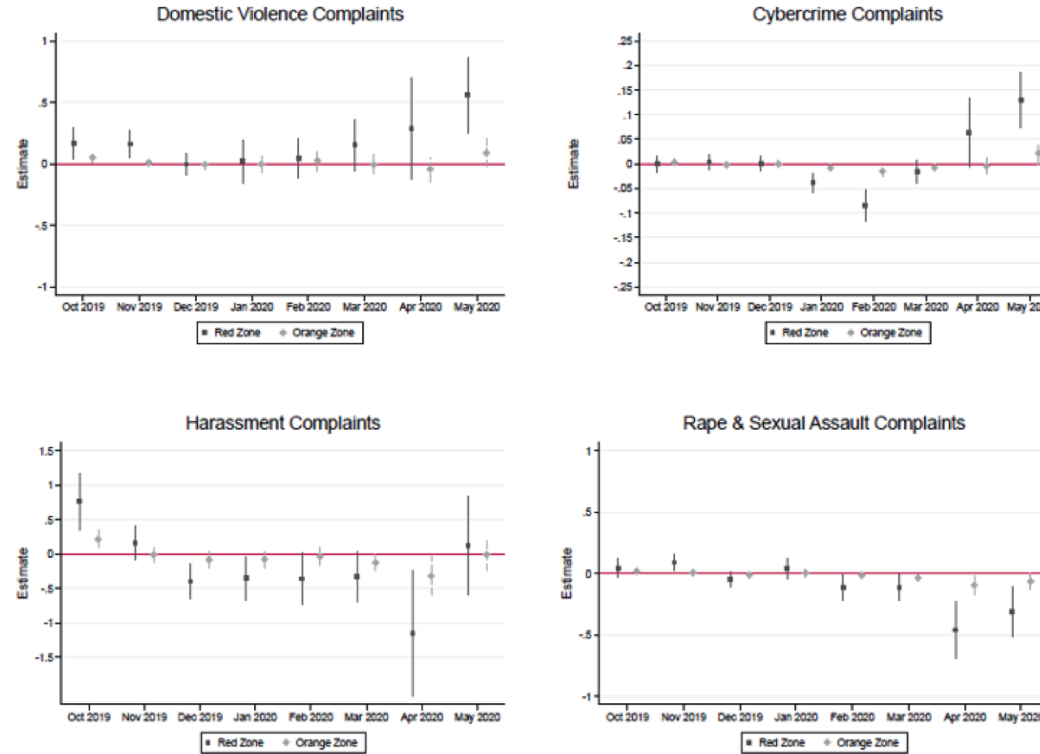 Domestic Violence Complaints
1
.5
0
-.5
-1
Estimate
Oct 2019 Nov 2019 Dec 2019 Jan 2020 Feb 2020 Mar 2020 Apr 2020 May 2020
Red Zone Orange Zone
Cybercrime Complaints
.25
.2
.15
.1
.05
0
-.05
-.1
-.15
-.2
-.25
Estimate
Oct 2019 Nov 2019 Dec 2019 Jan 2020 Feb 2020 Mar 2020 Apr 2020 May 2020
Red Zone Orange Zone
Harassment Complaints
1.5
1
.5
0
-.5
-1
-1.5
Estimate
Oct 2019 Nov 2019 Dec 2019 Jan 2020 Feb 2020 Mar 2020 Apr 2020 May 2020
Red Zone Orange Zone
Rape & Sexual Assault Complaints
1
.5
0
-.5
-1
Estimate
Oct 2019 Nov 2019 Dec 2019 Jan 2020 Feb 2020 Mar 2020 Apr 2020 May 2020
Red Zone Orange Zone